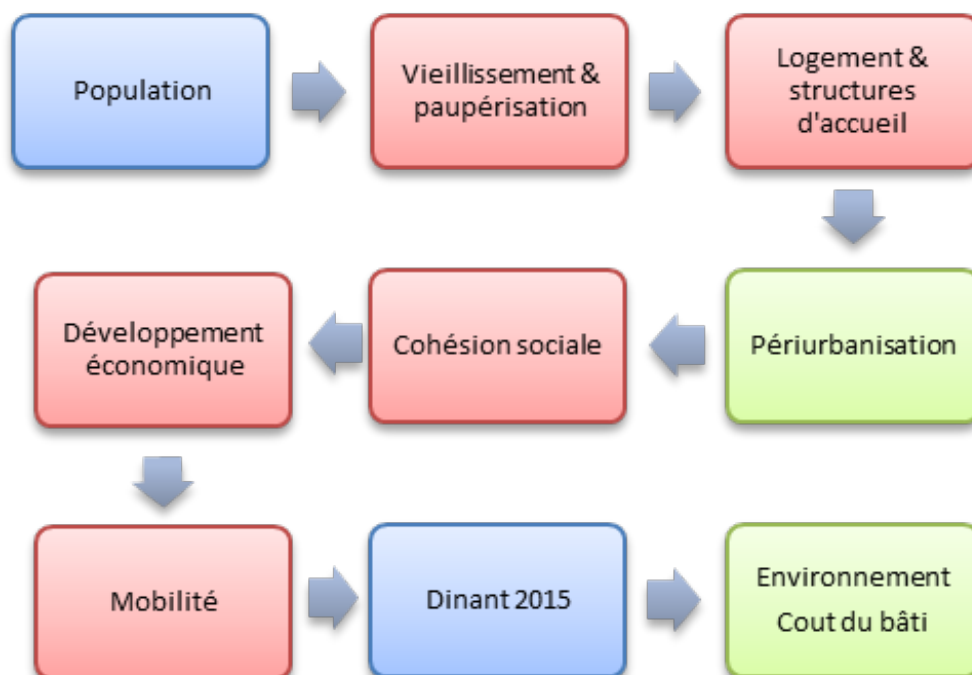 Population
Vieillissement &
paupérisation
Logement &
structures
d'accueil
Périurbanisation
Cohésion sociale
Développement
économique
Mobilité
Dinant 2015
Environnement
Cout du bâti